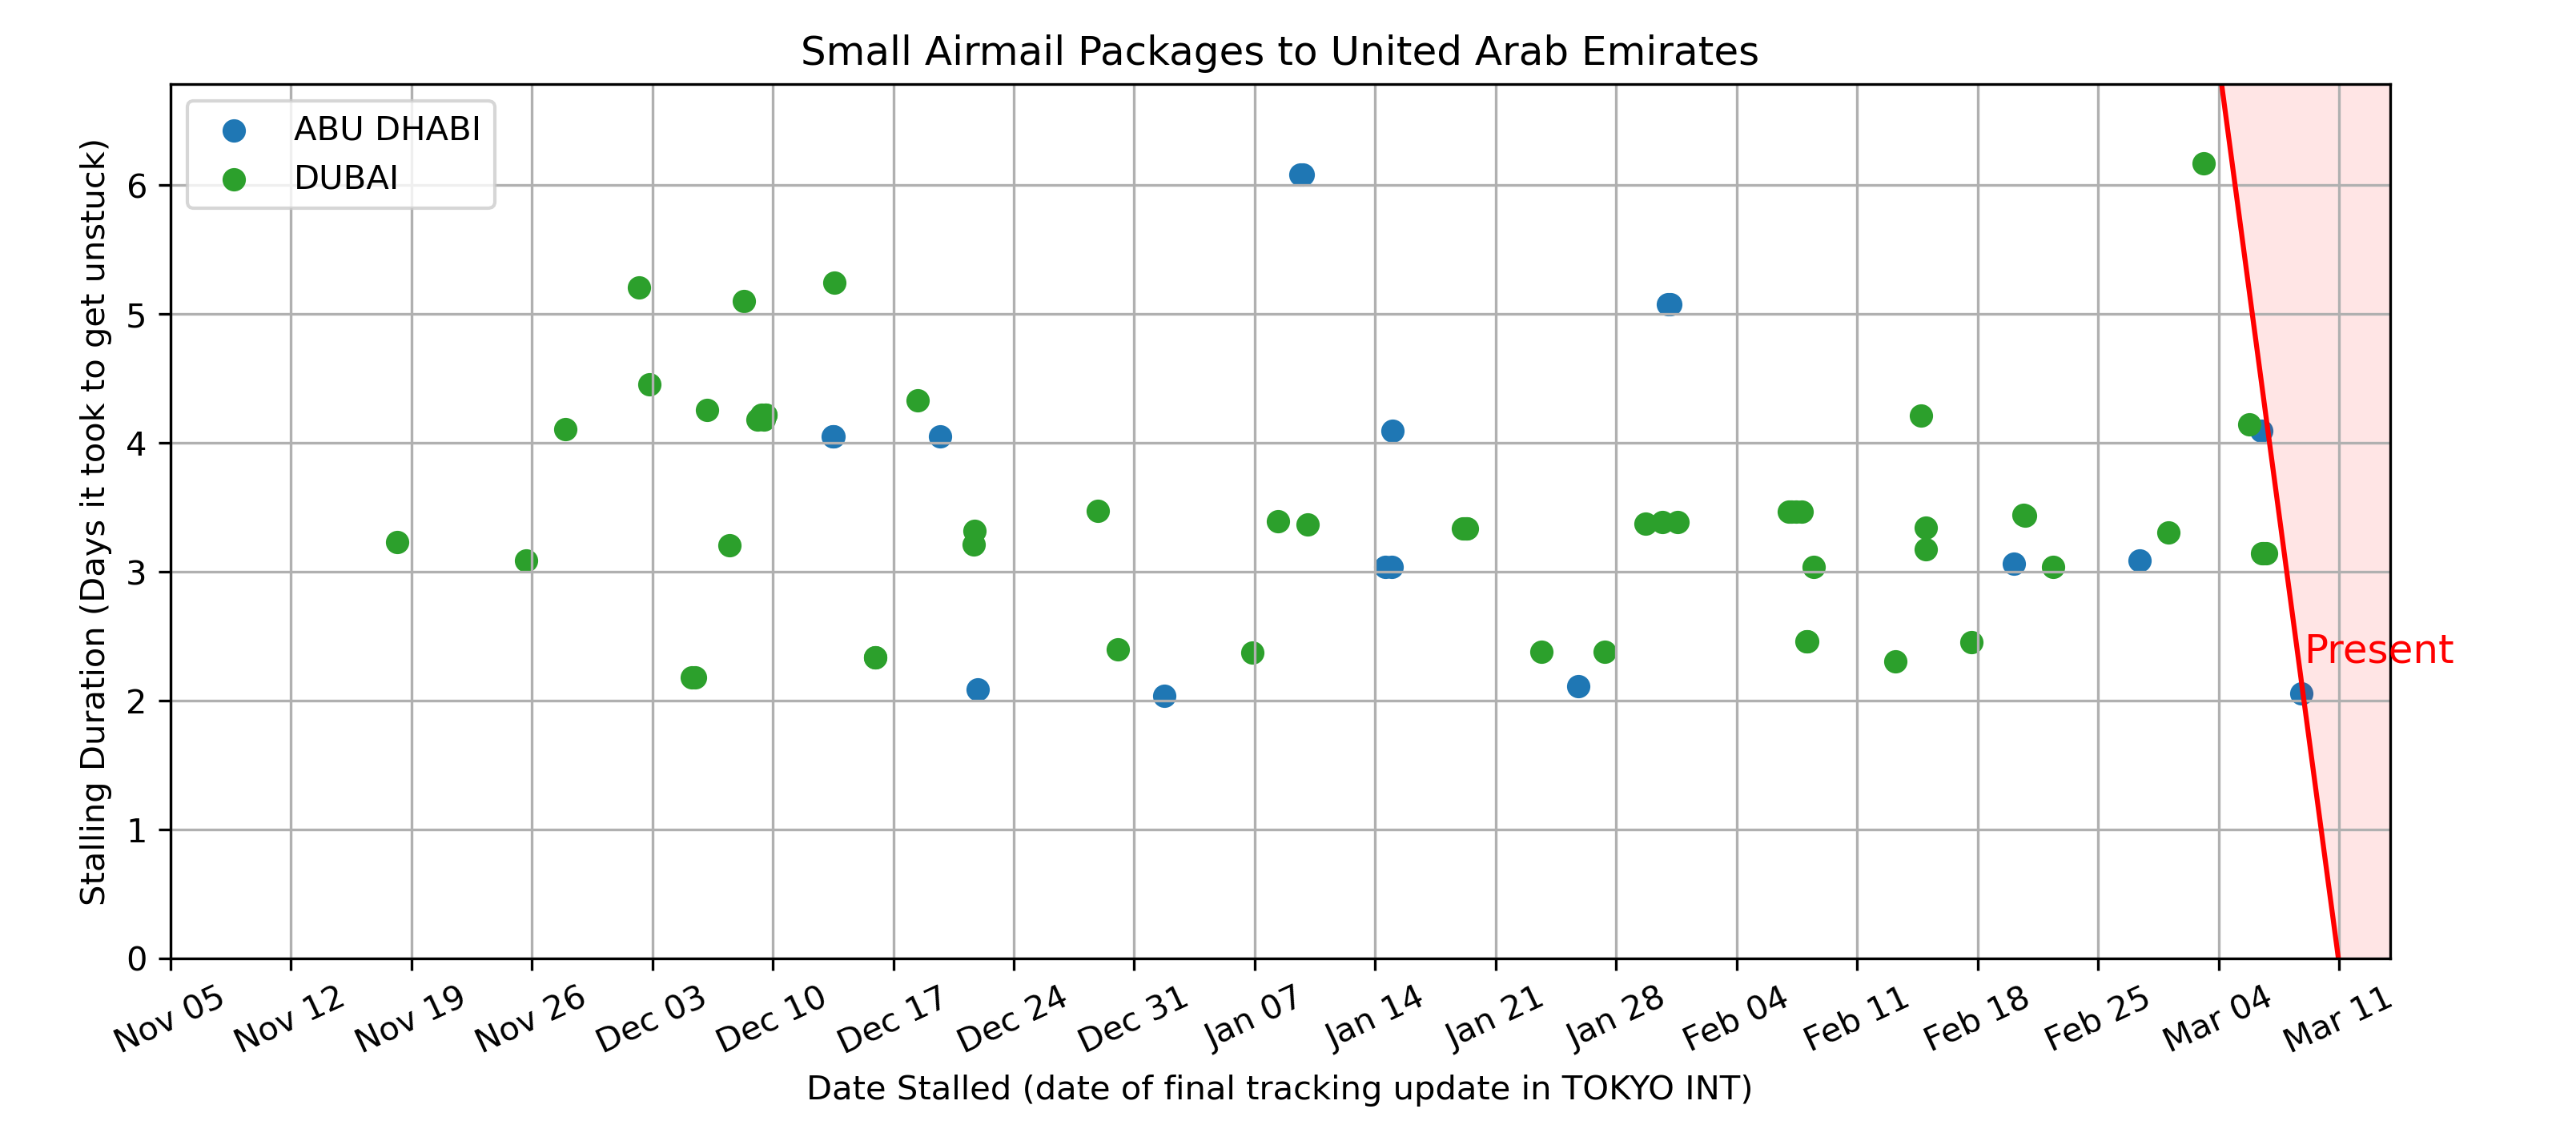 Small Airmail Packages to United Arab Emirates
ABU DHABI
DUBAI
Stalling Duration (Days it took to get unstuck)
6
5
4
3
2
1
0
Present
Nov 05
Nov 12
Nov 19
Nov 26
Dec 03
Dec 10
Dec 17
Dec 24
Dec 31
Jan 07
Jan 14
Jan 21
Jan 28
Feb 04
Feb 11
Feb 18
Feb 25
Mar 04
Mar 11
Date Stalled (date of final tracking update in TOKYO INT)